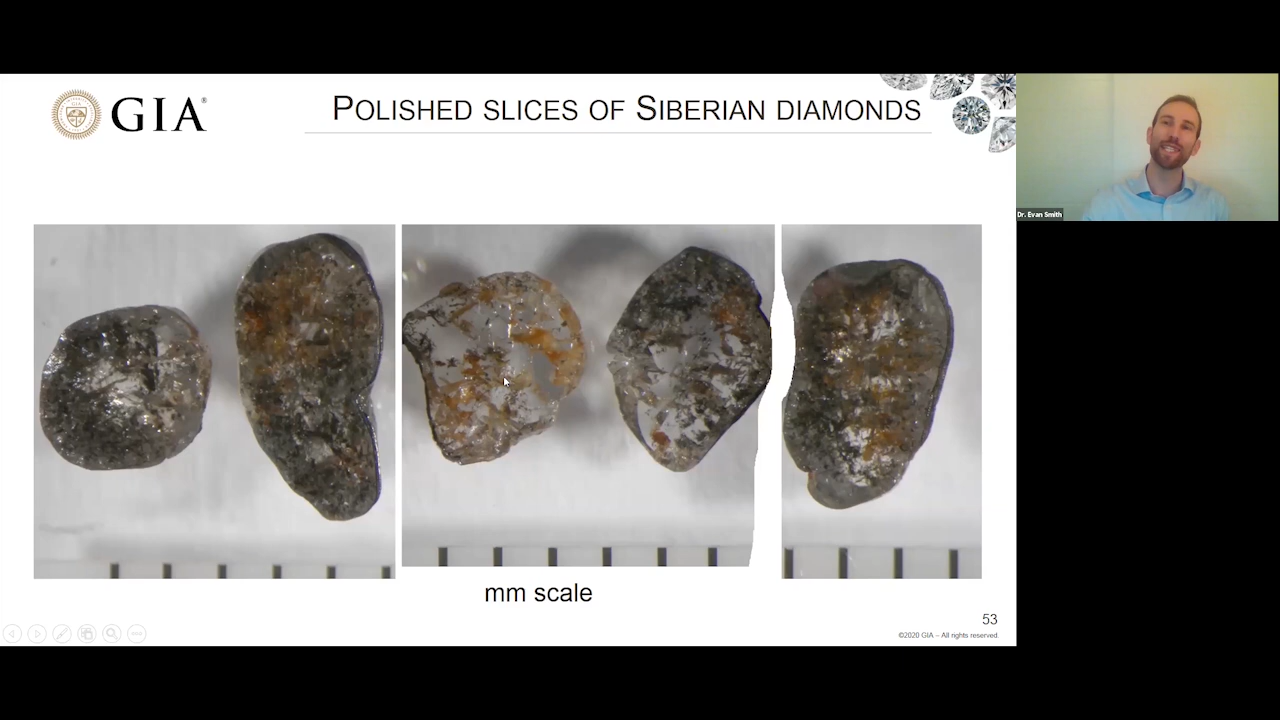 GIA®
POLISHED SLICES OF SIBERIAN DIAMONDS
Dr. Evan Smith
mm scale
53
©2020 GIA – All rights reserved.